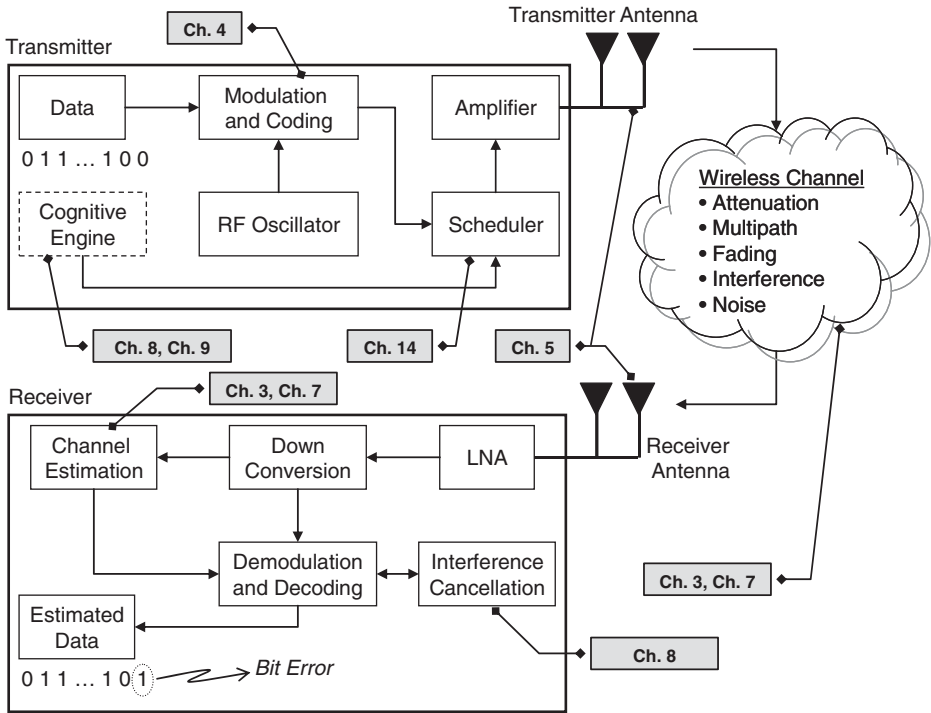 Ch. 4
Transmitter Antenna
Transmitter
Data
Modulation
and Coding
Amplifier
0 1 1 ... 1 0 0
Cognitive
Engine
RF Oscillator
Scheduler
Wireless Channel
• Attenuation
• Multipath
• Fading
• Interference
• Noise
Ch. 8, Ch. 9
Ch. 14
Ch. 5
Ch. 3, Ch. 7
Receiver
Channel
Estimation
Down
Conversion
LNA
Receiver
Antenna
Demodulation
and Decoding
Interference
Cancellation
Ch. 3, Ch. 7
Estimated
Data
Ch. 8
0 1 1 ... 1 0 1
Bit Error